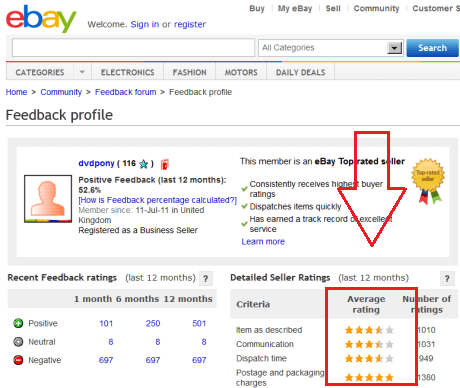 Buy My eBay Sell Community Customer S
ebay
Welcome. Sign in or register
All Categories Search
CATEGORIES ELECTRONICS FASHION MOTORS DAILY DEALS
Home > Community > Feedback forum > Feedback profile
Feedback profile
dvdpony ( 116 )
Positive Feedback (last 12 months):
52.6%
[How is Feedback percentage calculated?]
Member since: 11-Jul-11 in United
Kingdom
Registered as a Business Seller
This member is an eBay Top-rated seller
Consistently receives highest buyer
ratings
Dispatches items quickly
Has earned a track record of excellent
service
Learn more
Top-rated
seller
Recent Feedback ratings (last 12 months) ?
1 month 6 months 12 months
Positive 101 250 501
Neutral 8 8 8
Negative 697 697 697
Detailed Seller Ratings (last 12 months) ?
Criteria Average rating Number of ratings
Item as described 1010
Communication 1031
Dispatch time 949
Postage and packaging
charges 1380